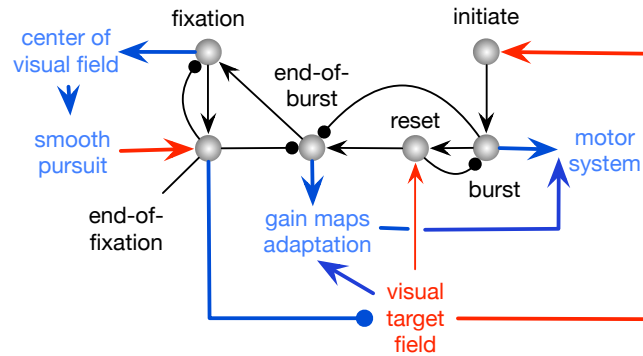 fixation
initiate
center of
visual field
end-of-
burst
reset
smooth
pursuit
motor
system
burst
end-of-
fixation
gain maps
adaptation
visual
target
field